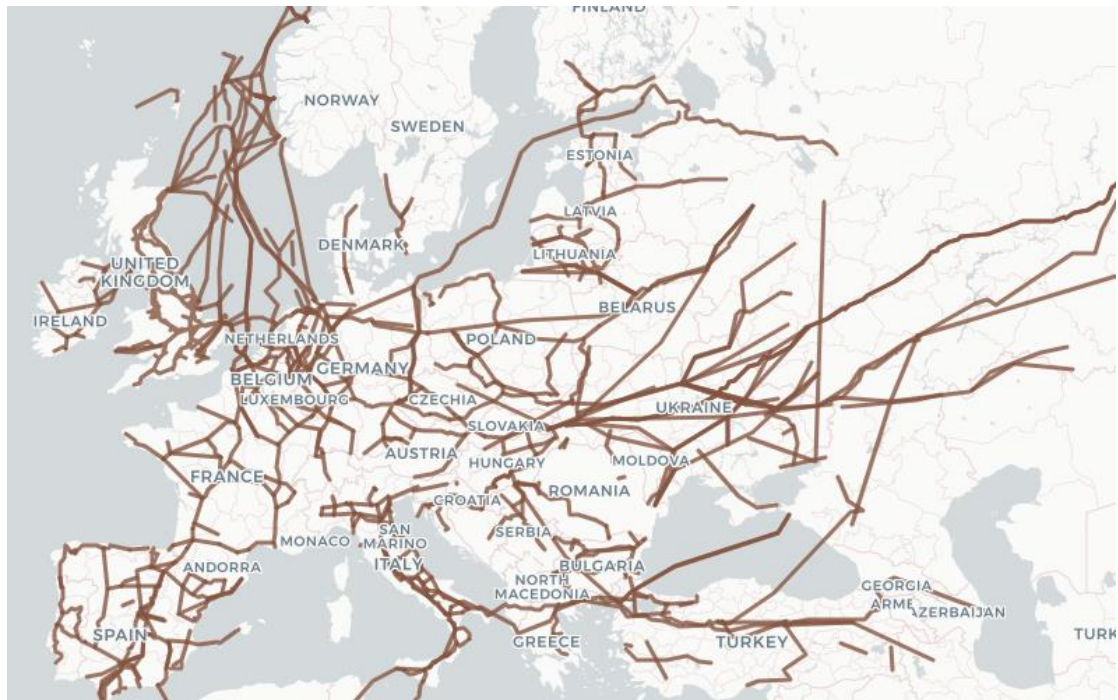 FINLAND
NORWAY
SWEDEN
ESTONIA
LATVIA
DENMARK
LITHUANIA
UNITED
KINGDOM
BELARUS
IRELAND
NETHERLANDS
POLAND
GERMANY
BELGIUM
LUXEMBOURG
CZECHIA
UKRAINE
SLOVAKIA
AUSTRIA
HUNGARY
MOLDOVA
FRANCE
ROMANIA
CROATIA
SAN
MARINO
SERBIA
MONACO
ITALY
ANDORRA
BULGARIA
NORTH
MACEDONIA
GEORGIA
ARME
AZERBAIJAN
SPAIN
GREECE
TURKEY
TURK